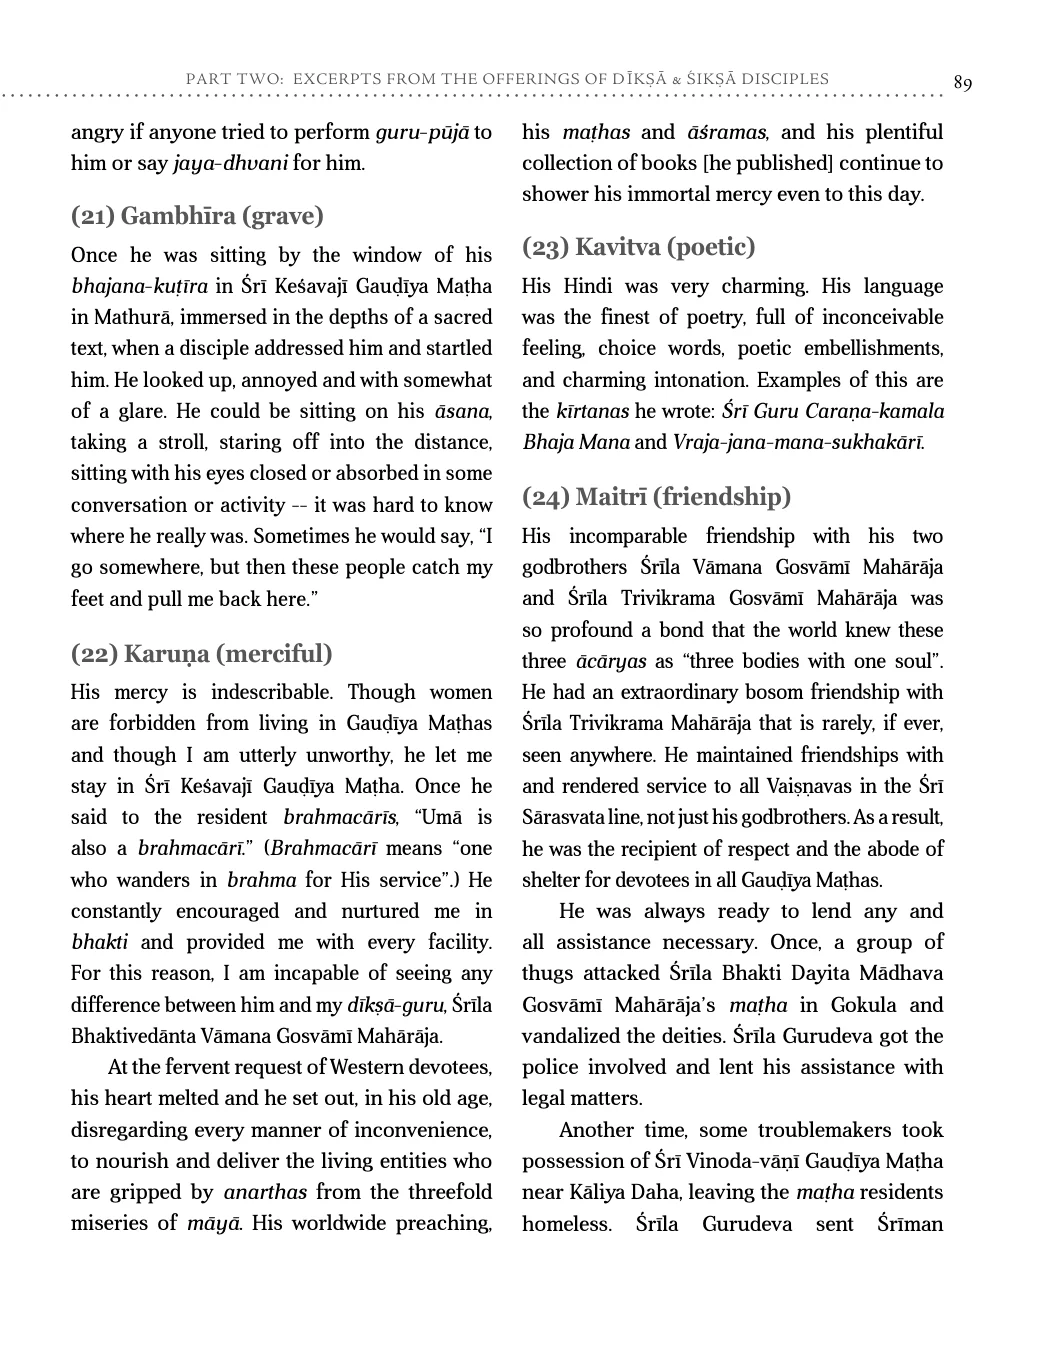 PART TWO: EXCERPTS FROM THE OFFERINGS OF DĪKṢĀ & ŚIKṢĀ DISCIPLES
89
angry if anyone tried to perform guru-pūjā to
him or say jaya-dhvani for him.
(21) Gambhīra (grave)
Once he was sitting by the window of his
bhajana-kuṭīra in Śrī Keśavajī Gauḍīya Maṭha
in Mathurā, immersed in the depths of a sacred
text, when a disciple addressed him and startled
him. He looked up, annoyed and with somewhat
of a glare. He could be sitting on his āsana,
taking a stroll, staring off into the distance,
sitting with his eyes closed or absorbed in some
conversation or activity -- it was hard to know
where he really was. Sometimes he would say, “I
go somewhere, but then these people catch my
feet and pull me back here.”
(22) Karuṇa (merciful)
His mercy is indescribable. Though women
are forbidden from living in Gauḍīya Maṭhas
and though I am utterly unworthy, he let me
stay in Śrī Keśavajī Gauḍīya Maṭha. Once he
said to the resident brahmacārīs, “Umā is
also a brahmacārī.” (Brahmacārī means “one
who wanders in brahma for His service”.) He
constantly encouraged and nurtured me in
bhakti and provided me with every facility.
For this reason, I am incapable of seeing any
difference between him and my dīkṣā-guru, Śrīla
Bhaktivedānta Vāmana Gosvāmī Mahārāja.
At the fervent request of Western devotees,
his heart melted and he set out, in his old age,
disregarding every manner of inconvenience,
to nourish and deliver the living entities who
are gripped by anarthas from the threefold
miseries of māyā. His worldwide preaching,
his maṭhas and āśramas, and his plentiful
collection of books [he published] continue to
shower his immortal mercy even to this day.
(23) Kavitva (poetic)
His Hindi was very charming. His language
was the finest of poetry, full of inconceivable
feeling, choice words, poetic embellishments,
and charming intonation. Examples of this are
the kīrtanas he wrote: Śrī Guru Caraṇa-kamala
Bhaja Mana and Vraja-jana-mana-sukhakārī.
(24) Maitrī (friendship)
His incomparable friendship with his two
godbrothers Śrīla Vāmana Gosvāmī Mahārāja
and Śrīla Trivikrama Gosvāmī Mahārāja was
so profound a bond that the world knew these
three ācāryas as “three bodies with one soul”.
He had an extraordinary bosom friendship with
Śrīla Trivikrama Mahārāja that is rarely, if ever,
seen anywhere. He maintained friendships with
and rendered service to all Vaiṣṇavas in the Śrī
Sārasvata line, not just his godbrothers. As a result,
he was the recipient of respect and the abode of
shelter for devotees in all Gauḍīya Maṭhas.
He was always ready to lend any and
all assistance necessary. Once, a group of
thugs attacked Śrīla Bhakti Dayita Mādhava
Gosvāmī Mahārāja’s maṭha in Gokula and
vandalized the deities. Śrīla Gurudeva got the
police involved and lent his assistance with
legal matters.
Another time, some troublemakers took
possession of Śrī Vinoda-vāṇī Gauḍīya Maṭha
near Kāliya Daha, leaving the maṭha residents
homeless. Śrīla Gurudeva sent Śrīman